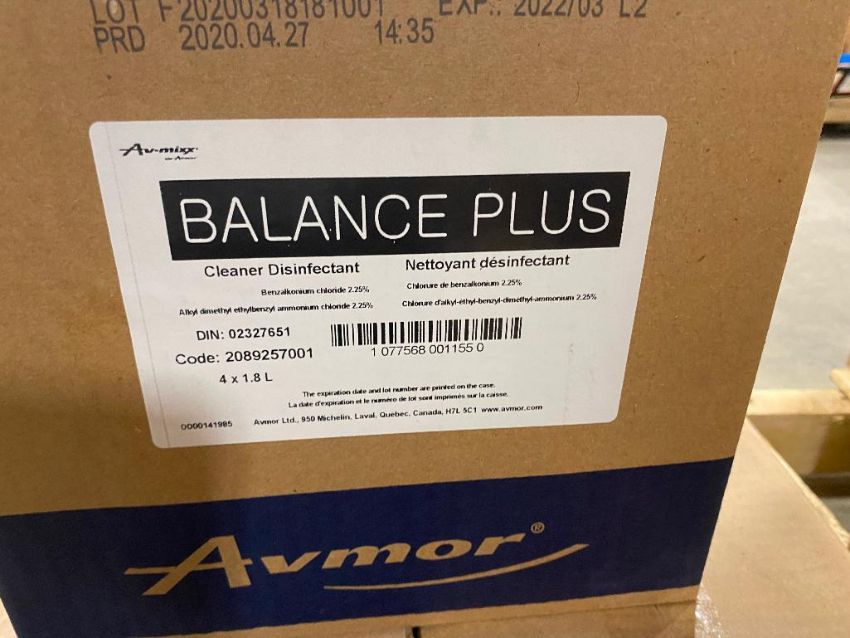 LOT F20200318181001 EXP.: 2022/03 L2
PRD 2020.04.27 14:35
Av-mixx
BALANCE PLUS
Cleaner Disinfectant
Nettoyant désinfectant
Benzalkonium chloride 2.25%
Chlorure de benzalkonium 2.25%
Alkyl dimethyl ethylbenzyl ammonium chloride 2.25%
Chlorure d'alkyl-éthyl-benzyl-dimethyl-ammonium 2.25%
DIN: 02327651
Code: 2089257001
1 077568 001155 0
4 x 1.8 L
The expiration date and lot number are printed on the case.
La date d'expiration et le numéro de lot sont imprimés sur la caisse.
D000141985
Avmor Ltd., 950 Michelin, Laval, Quebec, Canada, H7L 5C1 www.avmor.com
Avmor®